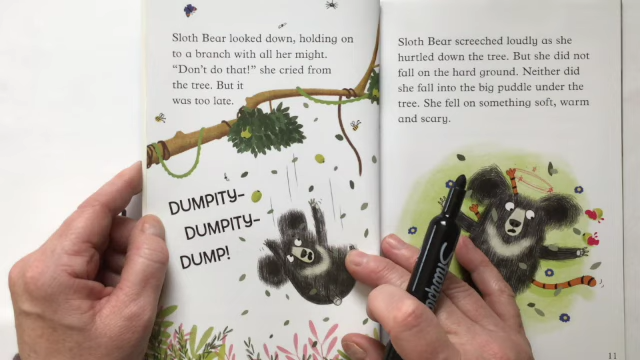 Sloth Bear looked down, holding on
to a branch with all her might.
"Don't do that!" she cried from
the tree. But it
was too late.
DUMPITY-
DUMPITY-
DUMP!
Sloth Bear screeched loudly as she
hurtled down the tree. But she did not
fall on the hard ground. Neither did
she fall into the big puddle under the
tree. She fell on something soft, warm
and scary.
Sharpie
11